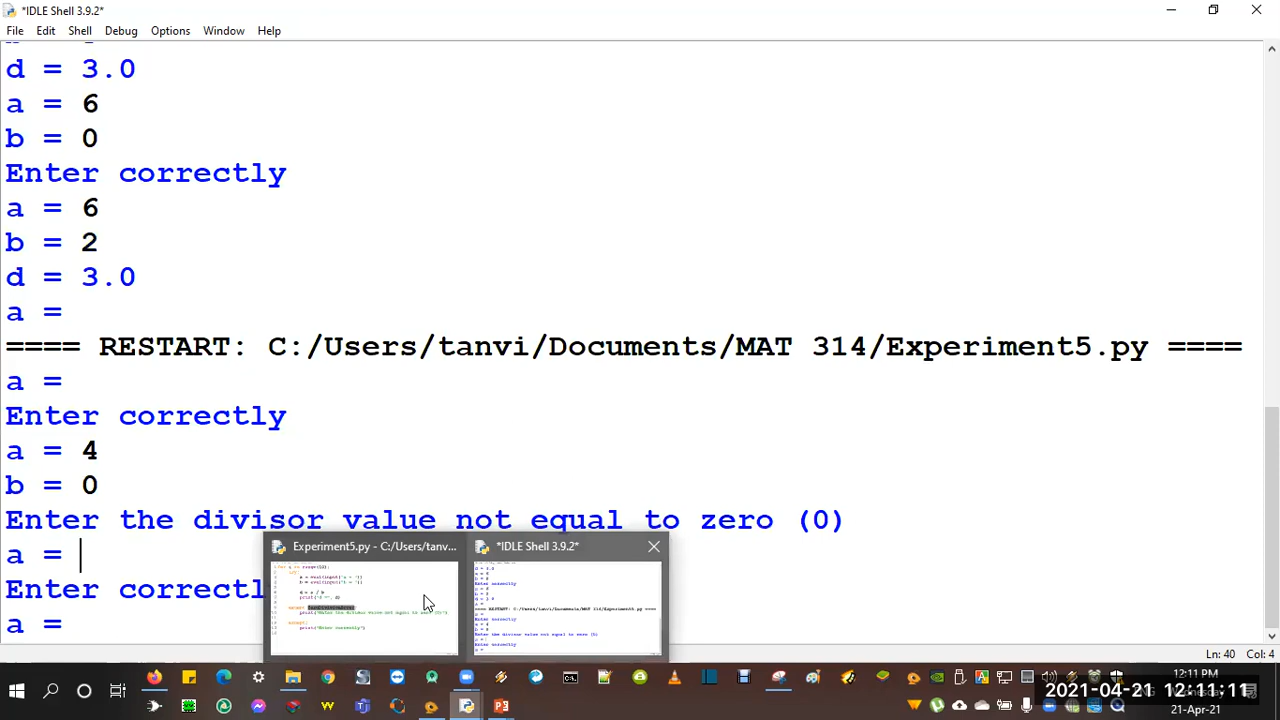 *IDLE Shell 3.9.2*
File Edit Shell Debug Options Window Help
d = 3.0
a = 6
b = 0
Enter correctly
a = 6
b = 2
d = 3.0
a =
==== RESTART: C:/Users/tanvi/Documents/MAT 314/Experiment5.py ====
a =
Enter correctly
a = 4
b = 0
Enter the divisor value not equal to zero (0)
a =
Enter correctl
a =
Experiment5.py - C:/Users/tanv...
*IDLE Shell 3.9.2*
Ln: 40 Col: 4
12:11 PM
2021-04-21 12:11:11
21-Apr-21